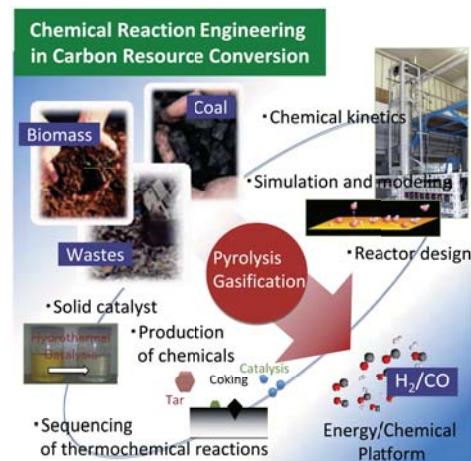 Chemical Reaction Engineering
in Carbon Resource Conversion
Coal
Biomass
Wastes
・Chemical kinetics
・Simulation and modeling
・Reactor design
Pyrolysis
Gasification
・Solid catalyst
Hydrothermal
Catalysis
・Production
of chemicals
Tar
Coking
Catalysis
・Sequencing
of thermochemical reactions
H₂/CO
Energy/Chemical
Platform